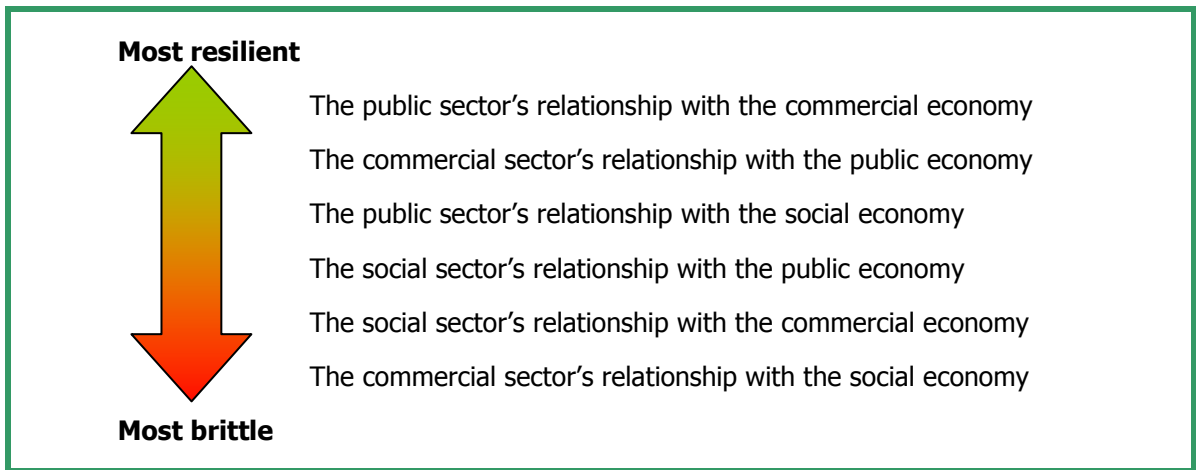 Most resilient
The public sector’s relationship with the commercial economy
The commercial sector’s relationship with the public economy
The public sector’s relationship with the social economy
The social sector’s relationship with the public economy
The social sector’s relationship with the commercial economy
The commercial sector’s relationship with the social economy
Most brittle